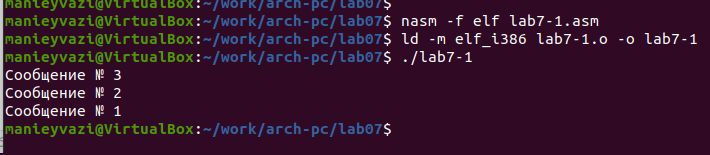 manieyvazi@VirtualBox:~/work/arch-pc/lab07$ nasm -f elf lab7-1.asm
manieyvazi@VirtualBox:~/work/arch-pc/lab07$ ld -m elf_i386 lab7-1.o -o lab7-1
manieyvazi@VirtualBox:~/work/arch-pc/lab07$ ./lab7-1
Сообщение № 3
Сообщение № 2
Сообщение № 1
manieyvazi@VirtualBox:~/work/arch-pc/lab07$